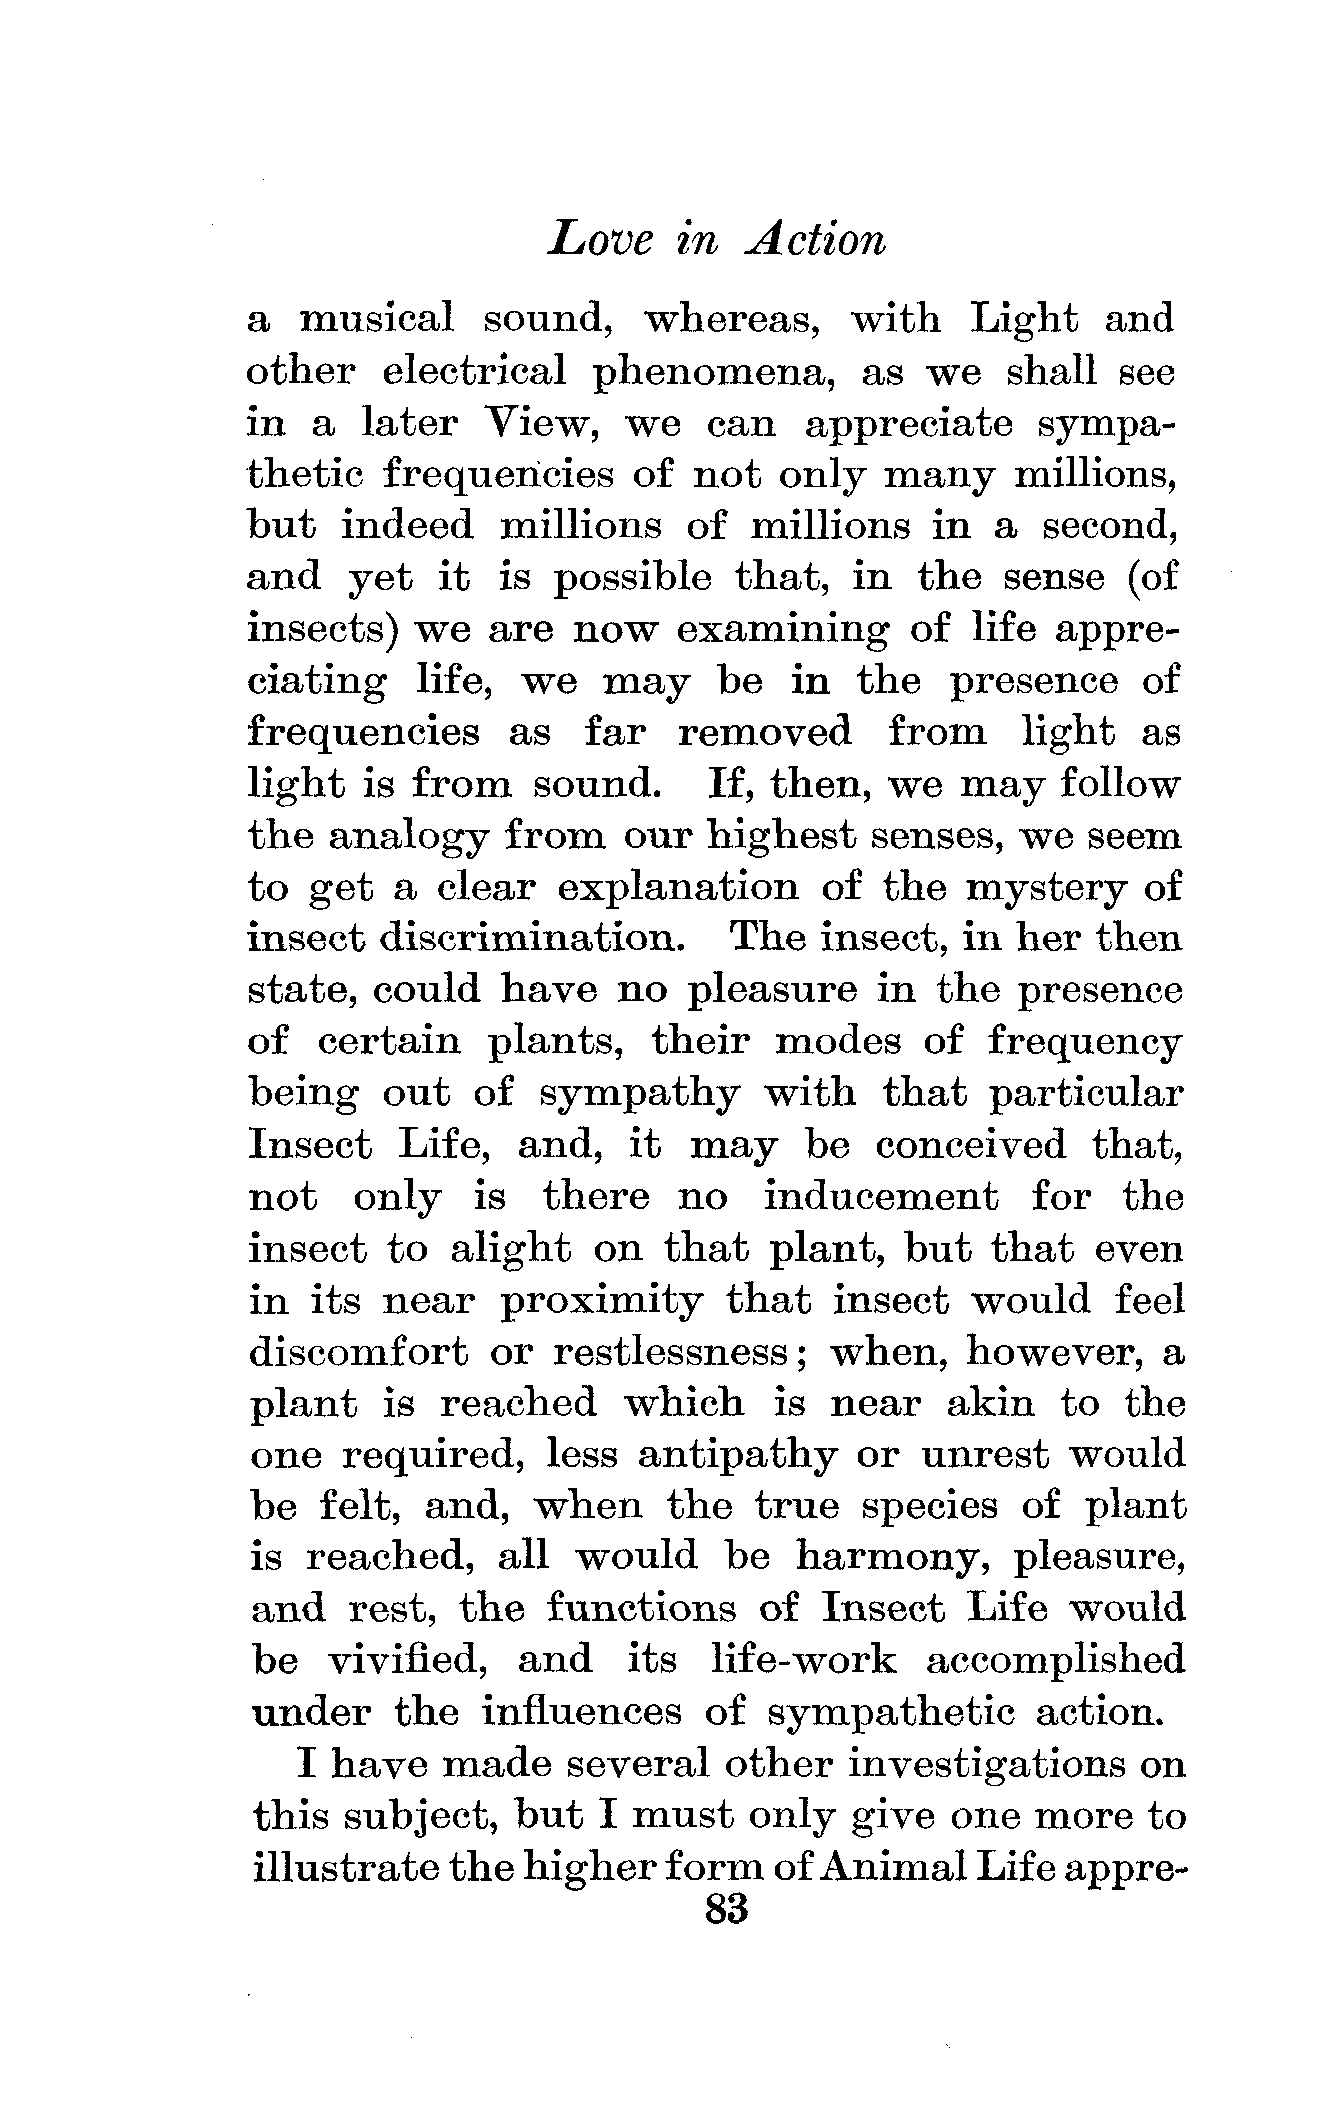 Love in Action
a musical sound, whereas, with Light and
other electrical phenomena, as we shall see
in a later View, we can appreciate sympa-
thetic frequencies of not only many millions,
but indeed millions of millions in a second,
and yet it is possible that, in the sense (of
insects) we are now examining of life appre-
ciating life, we may be in the presence of
frequencies as far removed from light as
light is from sound. If, then, we may follow
the analogy from our highest senses, we seem
to get a clear explanation of the mystery of
insect discrimination. The insect, in her then
state, could have no pleasure in the presence
of certain plants, their modes of frequency
being out of sympathy with that particular
Insect Life, and, it may be conceived that,
not only is there no inducement for the
insect to alight on that plant, but that even
in its near proximity that insect would feel
discomfort or restlessness; when, however, a
plant is reached which is near akin to the
one required, less antipathy or unrest would
be felt, and, when the true species of plant
is reached, all would be harmony, pleasure,
and rest, the functions of Insect Life would
be vivified, and its life-work accomplished
under the influences of sympathetic action.
I have made several other investigations on
this subject, but I must only give one more to
illustrate the higher form of Animal Life appre-
83